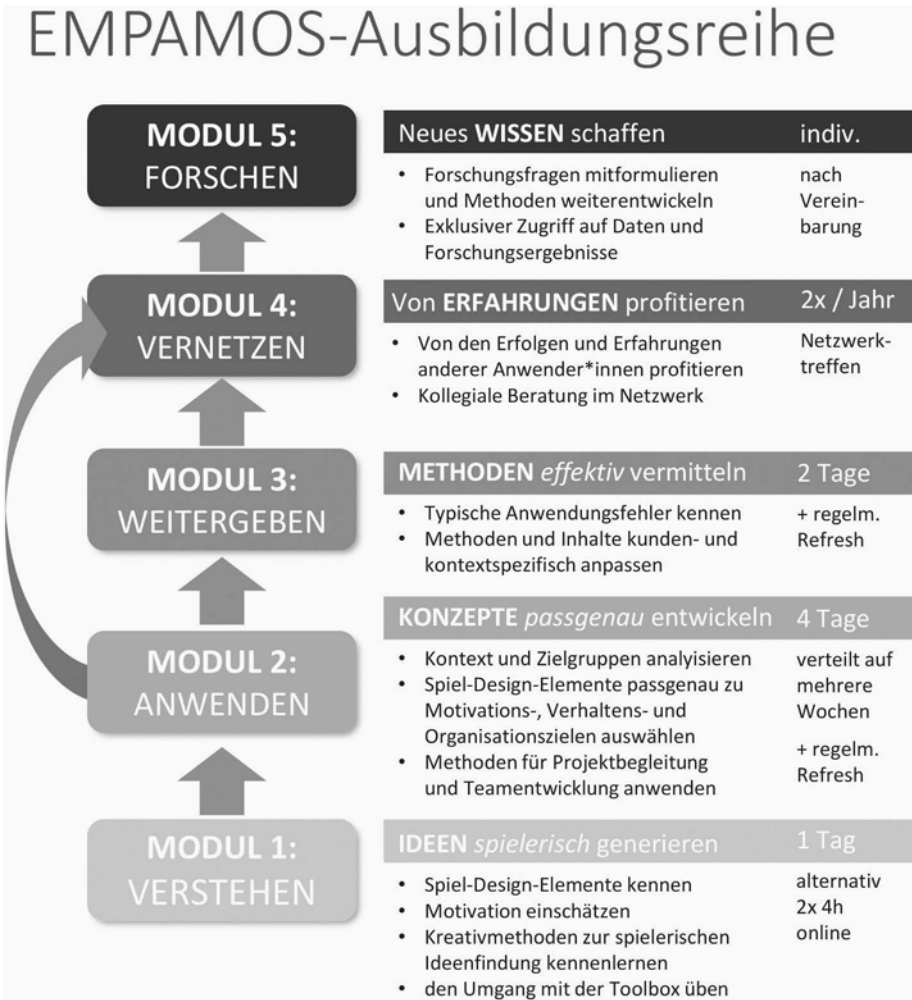 EMPAMOS-Ausbildungsreihe
MODUL 5:
FORSCHEN
Neues WISSEN schaffen
indiv.
• Forschungsfragen mitformulieren
und Methoden weiterentwickeln
• Exklusiver Zugriff auf Daten und
Forschungsergebnisse
nach
Verein-
barung
MODUL 4:
VERNETZEN
Von ERFAHRUNGEN profitieren
2x / Jahr
• Von den Erfolgen und Erfahrungen
anderer Anwender*innen profitieren
• Kollegiale Beratung im Netzwerk
Netzwerk-
treffen
MODUL 3:
WEITERGEBEN
METHODEN effektiv vermitteln
2 Tage
• Typische Anwendungsfehler kennen
• Methoden und Inhalte kunden- und
kontextspezifisch anpassen
+ regelm.
Refresh
MODUL 2:
ANWENDEN
KONZEPTE passgenau entwickeln
4 Tage
• Kontext und Zielgruppen analyisieren
• Spiel-Design-Elemente passgenau zu
Motivations-, Verhaltens- und
Organisationszielen auswählen
• Methoden für Projektbegleitung
und Teamentwicklung anwenden
verteilt auf
mehrere
Wochen
+ regelm.
Refresh
MODUL 1:
VERSTEHEN
IDEEN spielerisch generieren
1 Tag
• Spiel-Design-Elemente kennen
• Motivation einschätzen
• Kreativmethoden zur spielerischen
Ideenfindung kennenlernen
• den Umgang mit der Toolbox üben
alternativ
2x 4h
online